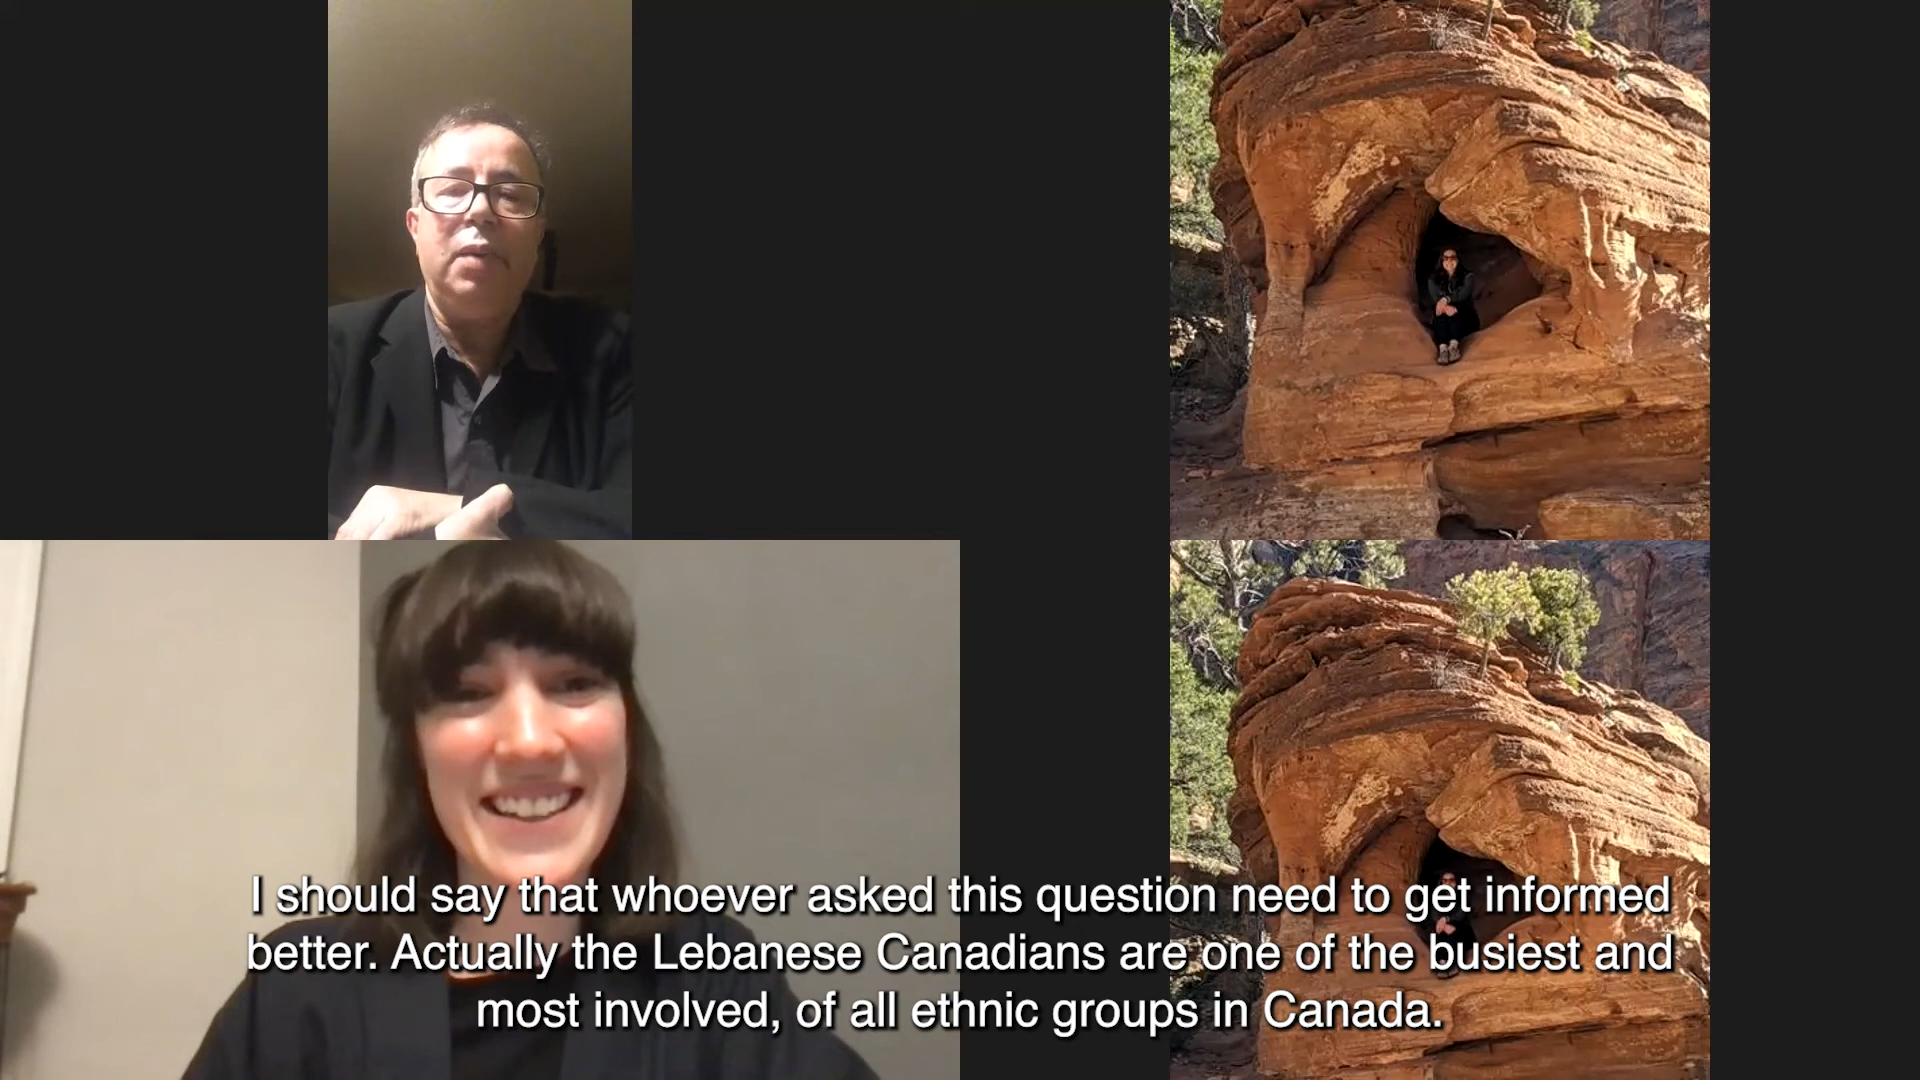 I should say that whoever asked this question need to get informed
better. Actually the Lebanese Canadians are one of the busiest and
most involved, of all ethnic groups in Canada.